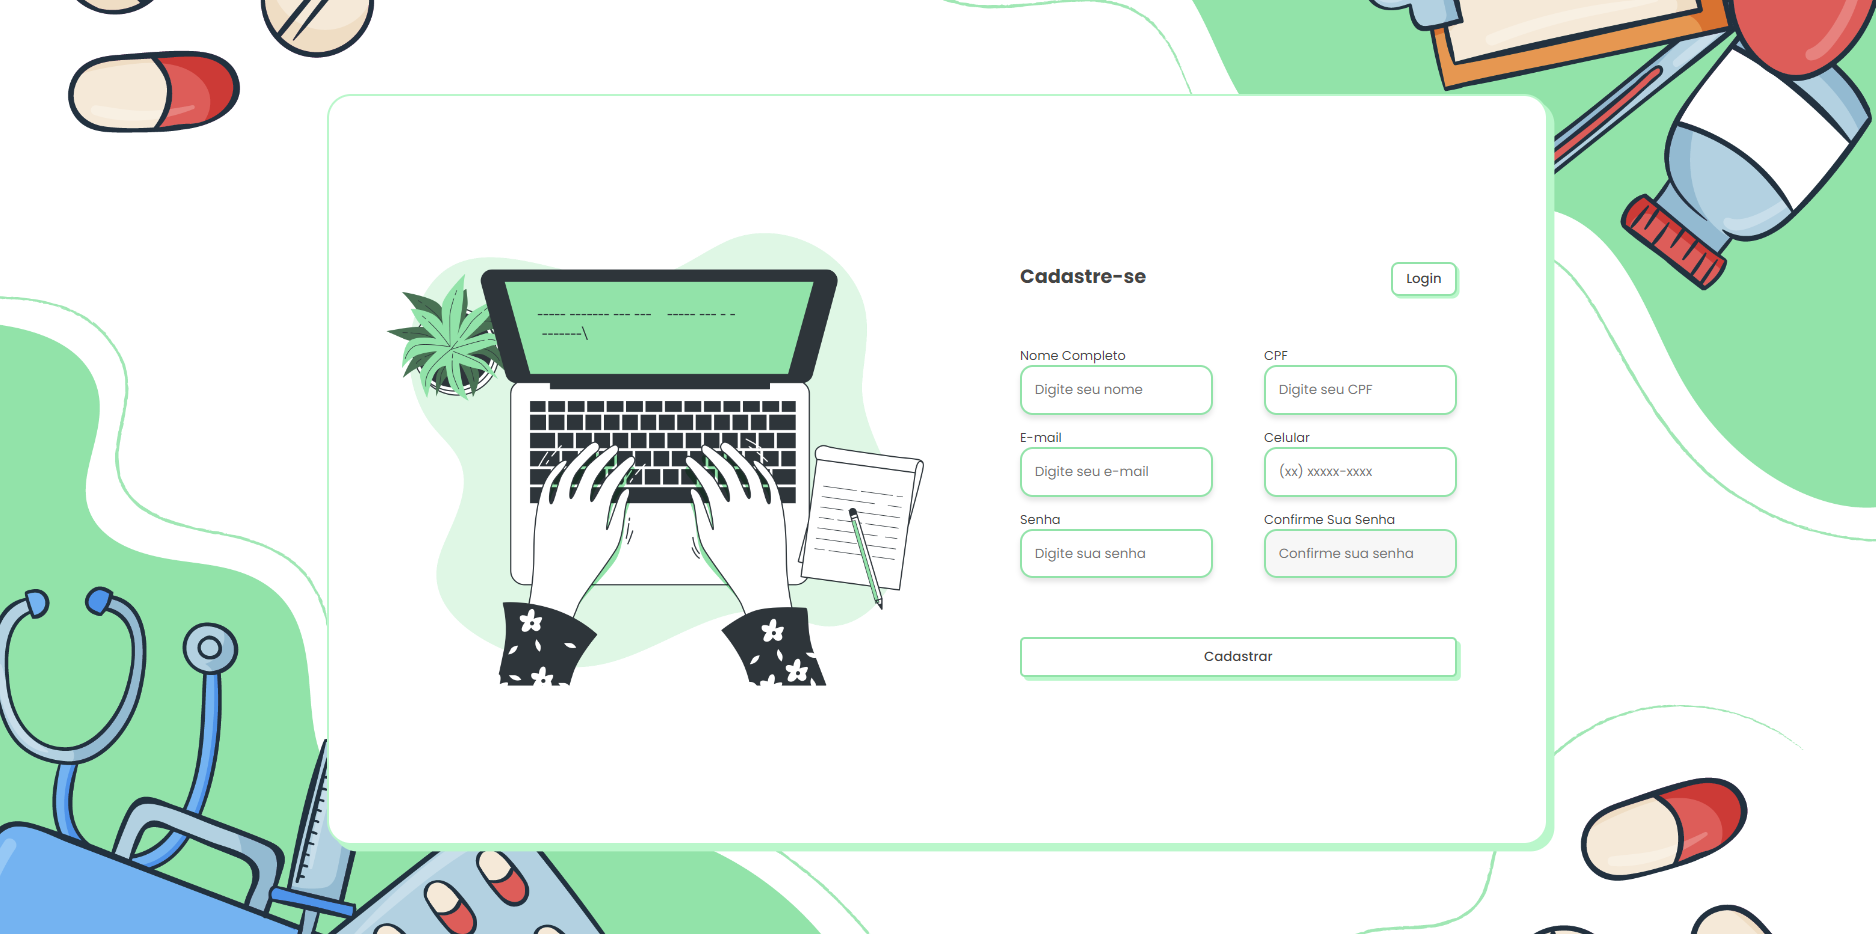 Cadastre-se
Login
Nome Completo
CPF
Digite seu nome
Digite seu CPF
E-mail
Celular
Digite seu e-mail
(xx) xxxxx-xxxx
Senha
Confirme Sua Senha
Digite sua senha
Confirme sua senha
Cadastrar